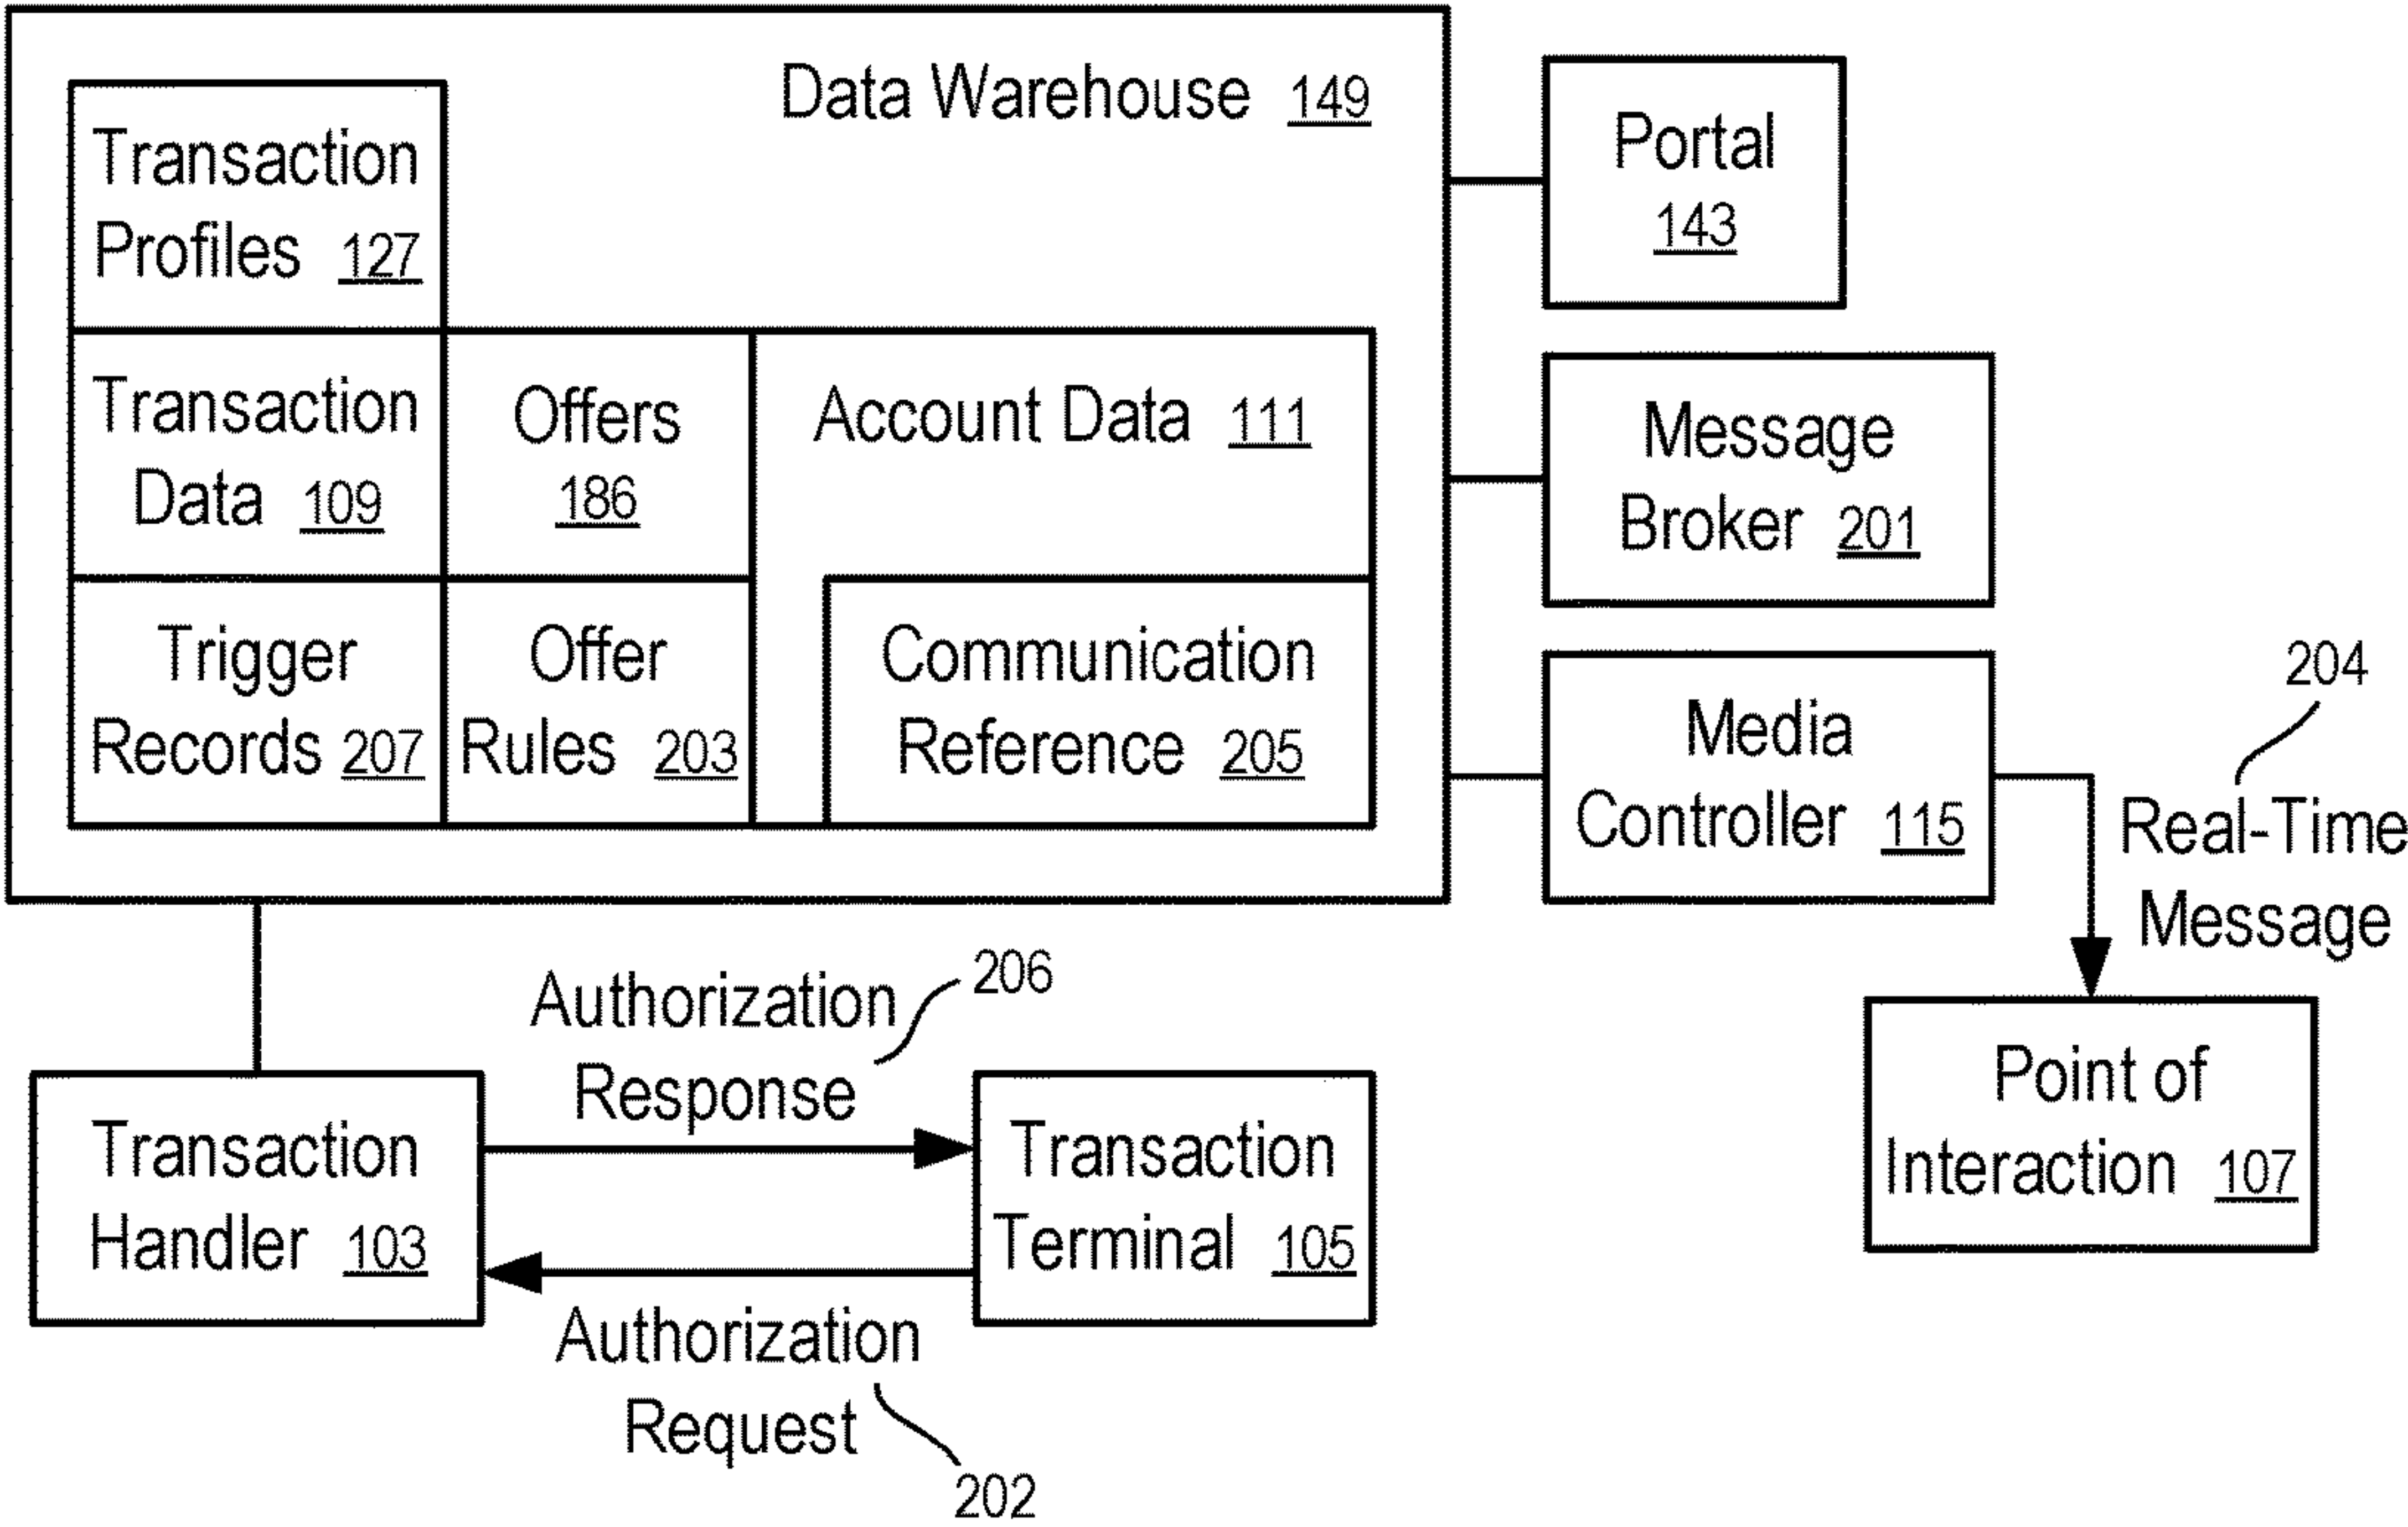 Data Warehouse 149
Transaction
Profiles 127
Transaction
Data 109
Offers
186
Account Data 111
Trigger
Records 207
Offer
Rules 203
Communication
Reference 205
Portal
143
Message
Broker 201
Media
Controller 115
204
Real-Time
Message
Point of
Interaction 107
Authorization
Response
206
Transaction
Handler 103
Transaction
Terminal 105
Authorization
Request
202